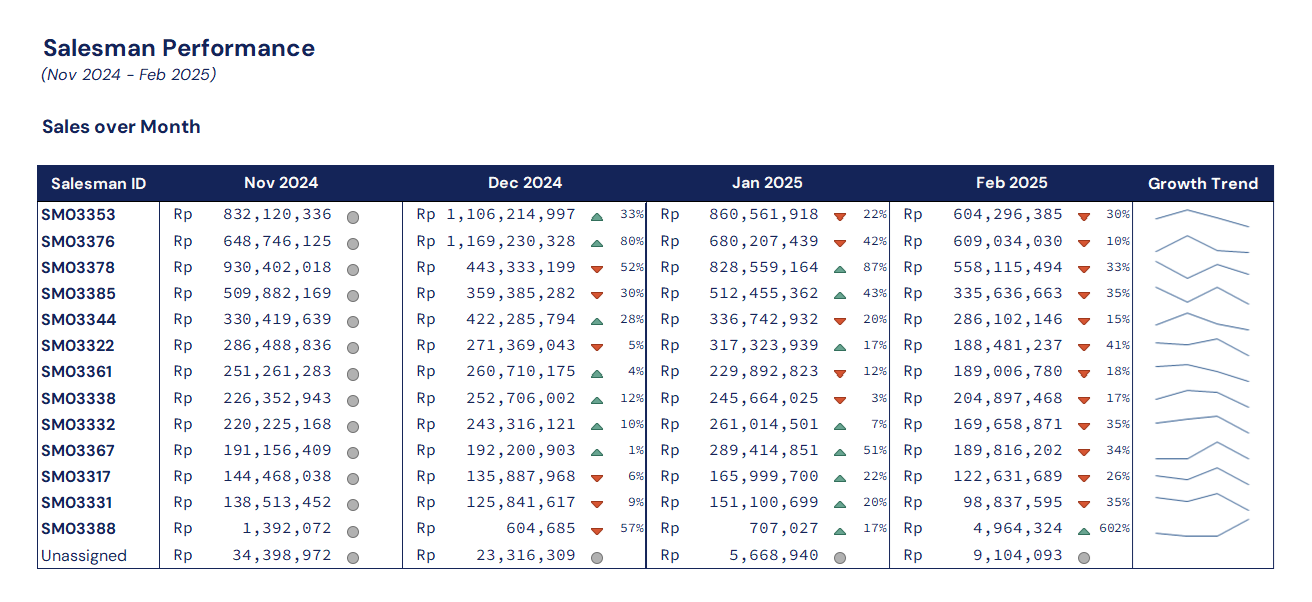 Salesman Performance
(Nov 2024 - Feb 2025)
Sales over Month
Salesman ID Nov 2024 Dec 2024 Jan 2025 Feb 2025 Growth Trend
SM03353 Rp 832,120,336 Rp 1,106,214,997 33% Rp 860,561,918 22% Rp 604,296,385 30%
SM03376 Rp 648,746,125 Rp 1,169,230,328 80% Rp 680,207,439 42% Rp 609,034,030 10%
SM03378 Rp 930,402,018 Rp 443,333,199 52% Rp 828,559,164 87% Rp 558,115,494 33%
SM03385 Rp 509,882,169 Rp 359,385,282 30% Rp 512,455,362 43% Rp 335,636,663 35%
SM03344 Rp 330,419,639 Rp 422,285,794 28% Rp 336,742,932 20% Rp 286,102,146 15%
SM03322 Rp 286,488,836 Rp 271,369,043 5% Rp 317,323,939 17% Rp 188,481,237 41%
SM03361 Rp 251,261,283 Rp 260,710,175 4% Rp 229,892,823 12% Rp 189,006,780 18%
SM03338 Rp 226,352,943 Rp 252,706,002 12% Rp 245,664,025 3% Rp 204,897,468 17%
SM03332 Rp 220,225,168 Rp 243,316,121 10% Rp 261,014,501 7% Rp 169,658,871 35%
SM03367 Rp 191,156,409 Rp 192,200,903 1% Rp 289,414,851 51% Rp 189,816,202 34%
SM03317 Rp 144,468,038 Rp 135,887,968 6% Rp 165,999,700 22% Rp 122,631,689 26%
SM03331 Rp 138,513,452 Rp 125,841,617 9% Rp 151,100,699 20% Rp 98,837,595 35%
SM03388 Rp 1,392,072 Rp 604,685 57% Rp 707,027 17% Rp 4,964,324 602%
Unassigned Rp 34,398,972 Rp 23,316,309 Rp 5,668,940 Rp 9,104,093